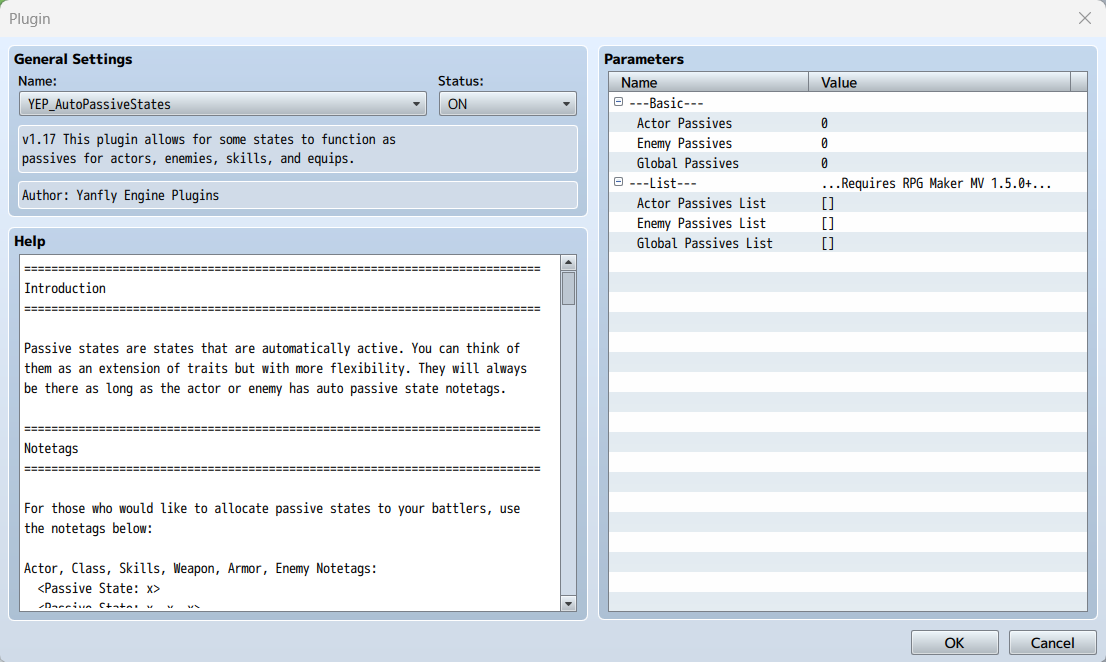 Plugin
General Settings
Name:
Status:
YEP_AutoPassiveStates
ON
v1.17 This plugin allows for some states to function as
passives for actors, enemies, skills, and equips.
Author: Yanfly Engine Plugins
Help
============================================================================
Introduction
============================================================================
Passive states are states that are automatically active. You can think of
them as an extension of traits but with more flexibility. They will always
be there as long as the actor or enemy has auto passive state notetags.
============================================================================
Notetags
============================================================================
For those who would like to allocate passive states to your battlers, use
the notetags below:
Actor, Class, Skills, Weapon, Armor, Enemy Notetags:
<Passive State: x>
<Passive State: x, x, x>
Parameters
Name Value
---Basic---
Actor Passives 0
Enemy Passives 0
Global Passives 0
---List--- ...Requires RPG Maker MV 1.5.0+...
Actor Passives List []
Enemy Passives List []
Global Passives List []
OK
Cancel